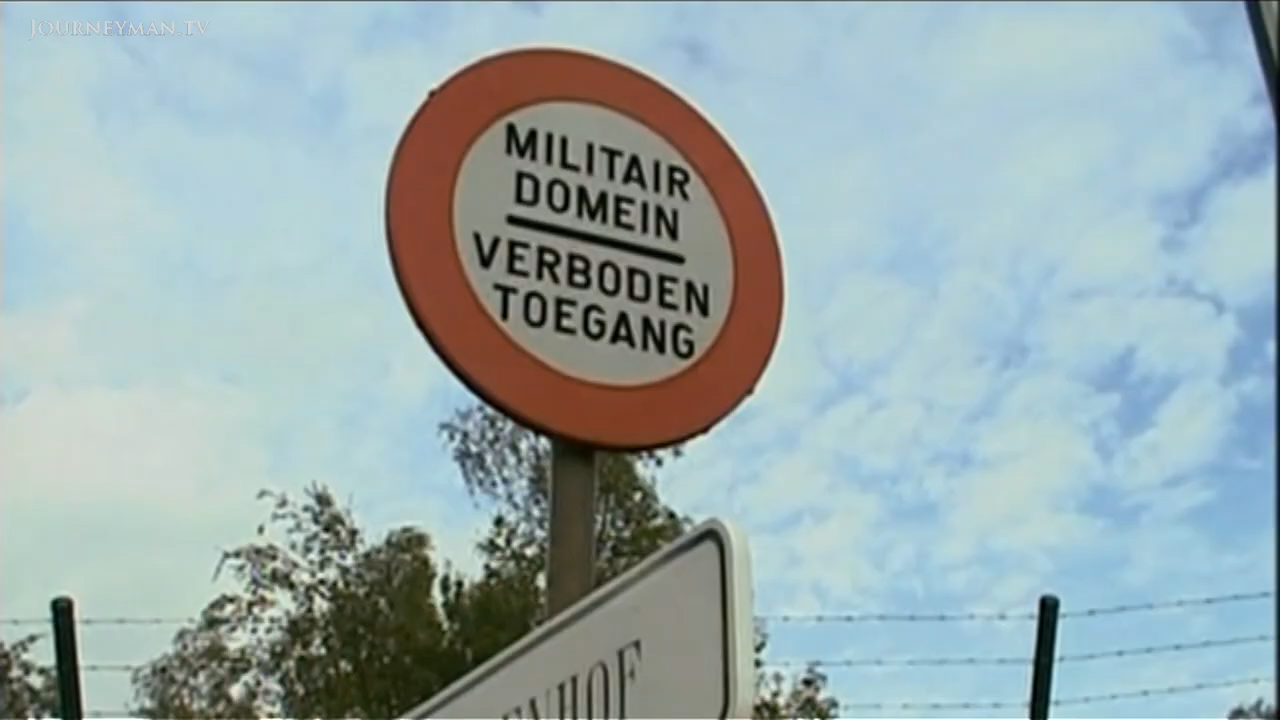 JOURNEYMAN.TV
MILITAIR
DOMEIN
VERBODEN
TOEGANG